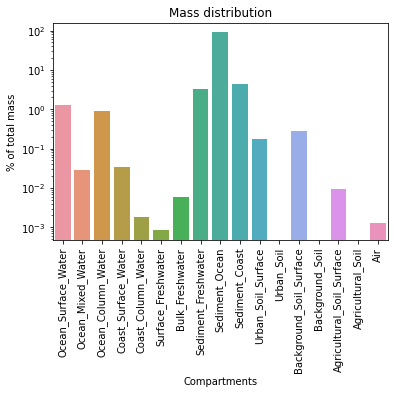 Mass distribution
% of total mass
10²
10¹
10⁰
10⁻¹
10⁻²
10⁻³
Ocean_Surface_Water
Ocean_Mixed_Water
Ocean_Column_Water
Coast_Surface_Water
Coast_Column_Water
Surface_Freshwater
Bulk_Freshwater
Sediment_Freshwater
Sediment_Ocean
Sediment_Coast
Urban_Soil_Surface
Urban_Soil
Background_Soil_Surface
Background_Soil
Agricultural_Soil_Surface
Agricultural_Soil
Air
Compartments